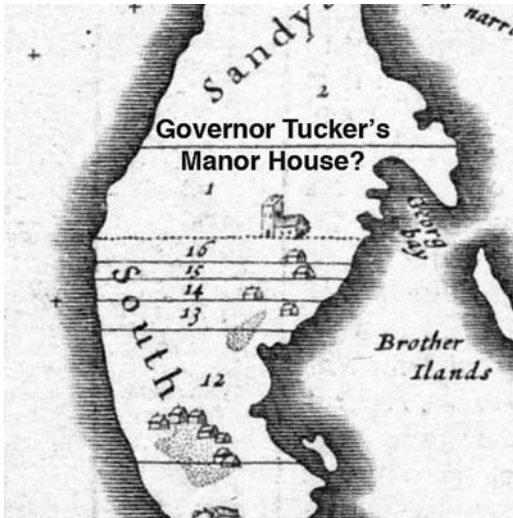 Sandy
narr
2
Governor Tucker's
Manor House?
1
Georg
bay
16
15
14
13
South
Brother
Ilands
12